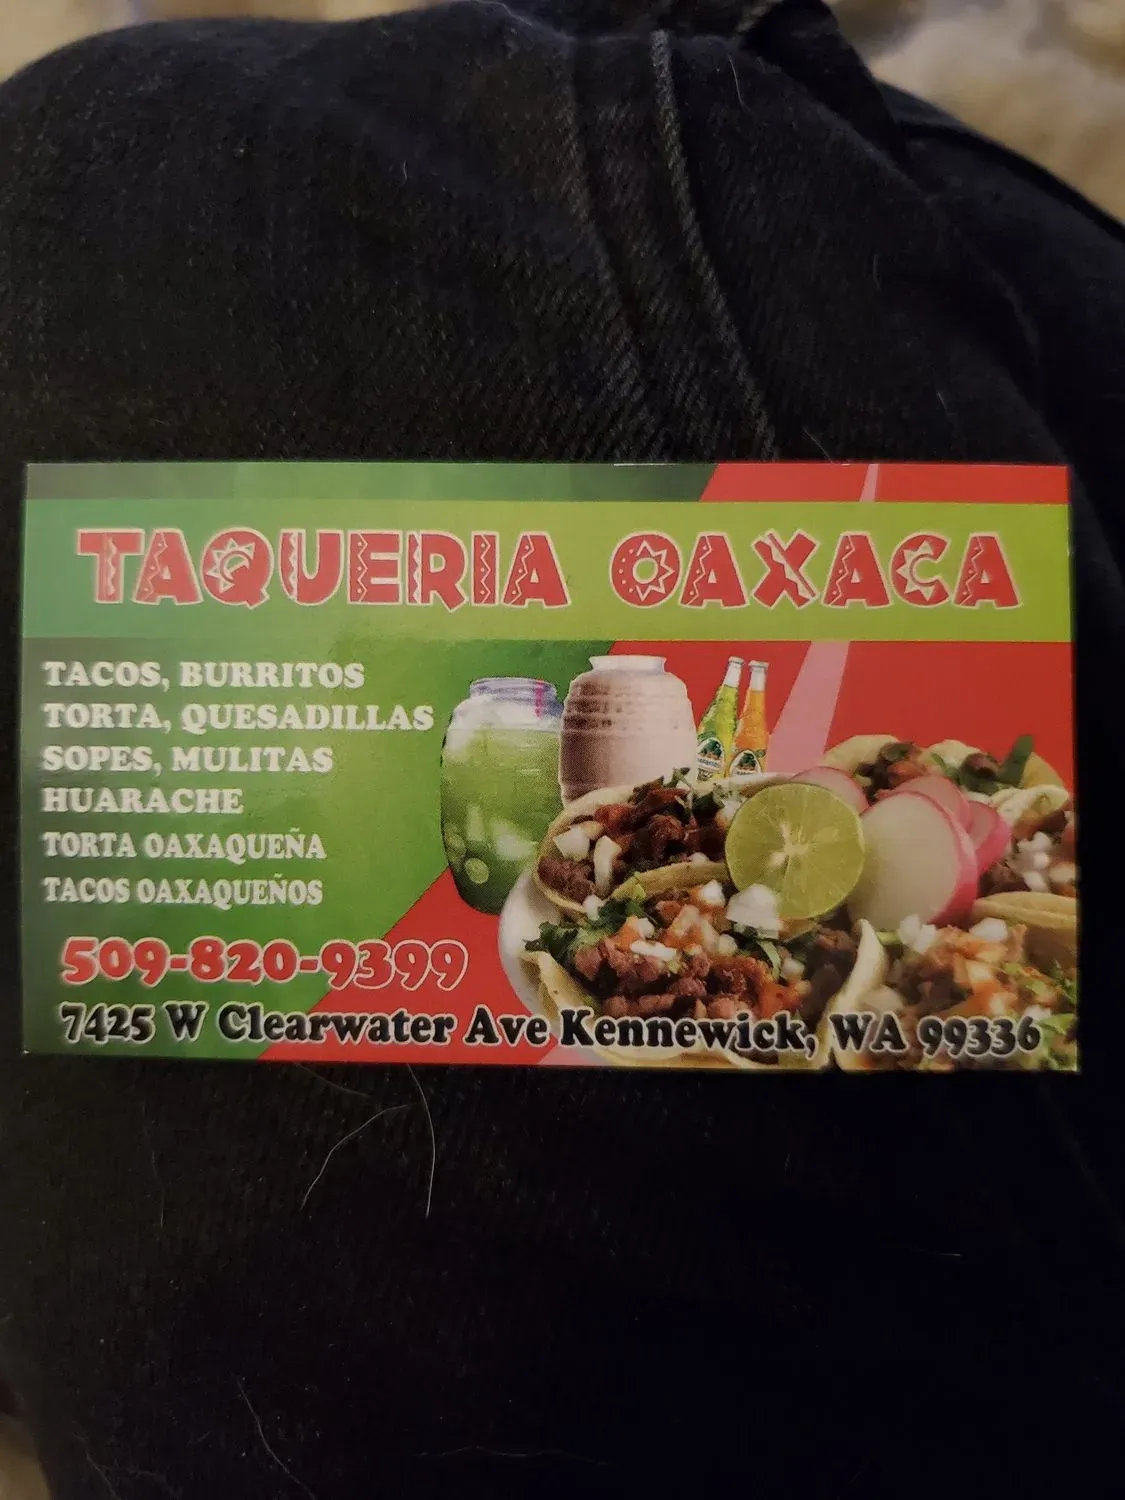 TAQUERIA OAXACA
TACOS, BURRITOS
TORTA, QUESADILLAS
SOPES, MULITAS
HUARACHE
TORTA OAXAQUEÑA
TACOS OAXAQUEÑOS
509-820-9399
7425 W Clearwater Ave Kennewick, WA 99336